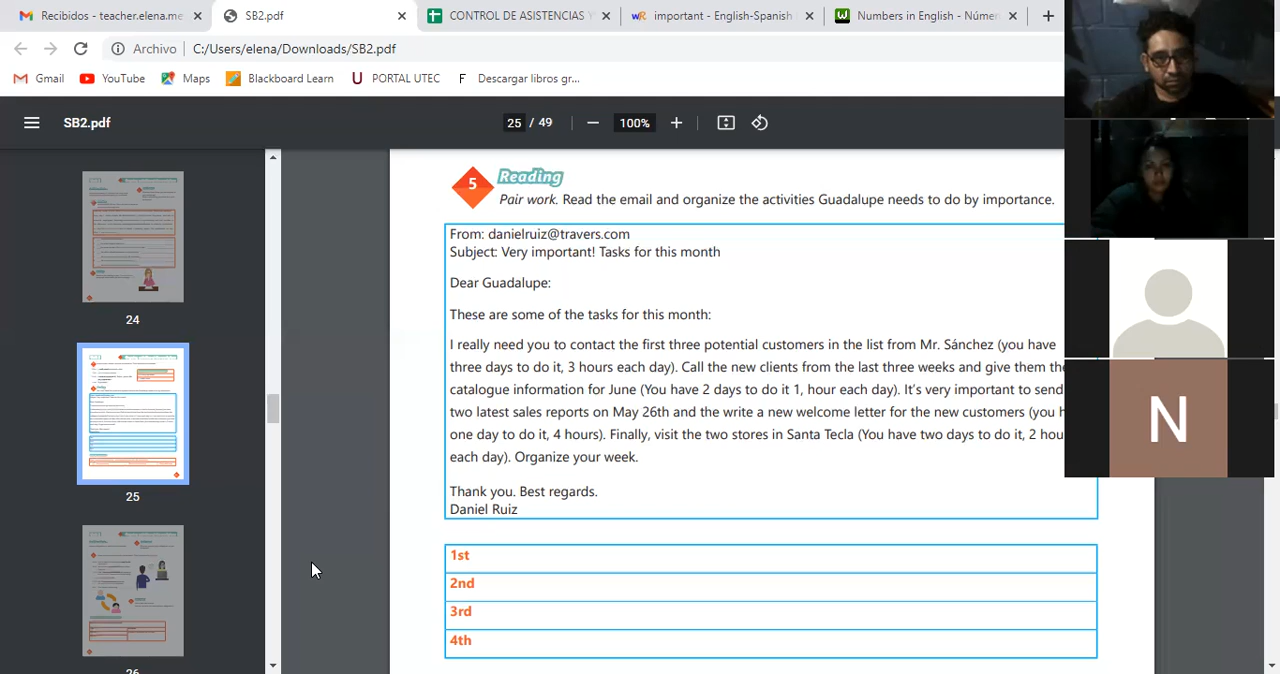 Recibidos - teacher.elena.me
SB2.pdf
CONTROL DE ASISTENCIAS Y
important - English-Spanish
Numbers in English - Númer
Archivo
C:/Users/elena/Downloads/SB2.pdf
Gmail
YouTube
Maps
Blackboard Learn
PORTAL UTEC
Descargar libros gr...
SB2.pdf
25 / 49
100%
24
25
26
5
Reading
Pair work. Read the email and organize the activities Guadalupe needs to do by importance.
From: danielruiz@travers.com
Subject: Very important! Tasks for this month
Dear Guadalupe:
These are some of the tasks for this month:
I really need you to contact the first three potential customers in the list from Mr. Sánchez (you have
three days to do it, 3 hours each day). Call the new clients from the last three weeks and give them the
catalogue information for June (You have 2 days to do it 1 hour each day). It's very important to send
two latest sales reports on May 26th and the write a new welcome letter for the new customers (you h
one day to do it, 4 hours). Finally, visit the two stores in Santa Tecla (You have two days to do it, 2 hou
each day). Organize your week.
Thank you. Best regards.
Daniel Ruiz
1st
2nd
3rd
4th
N